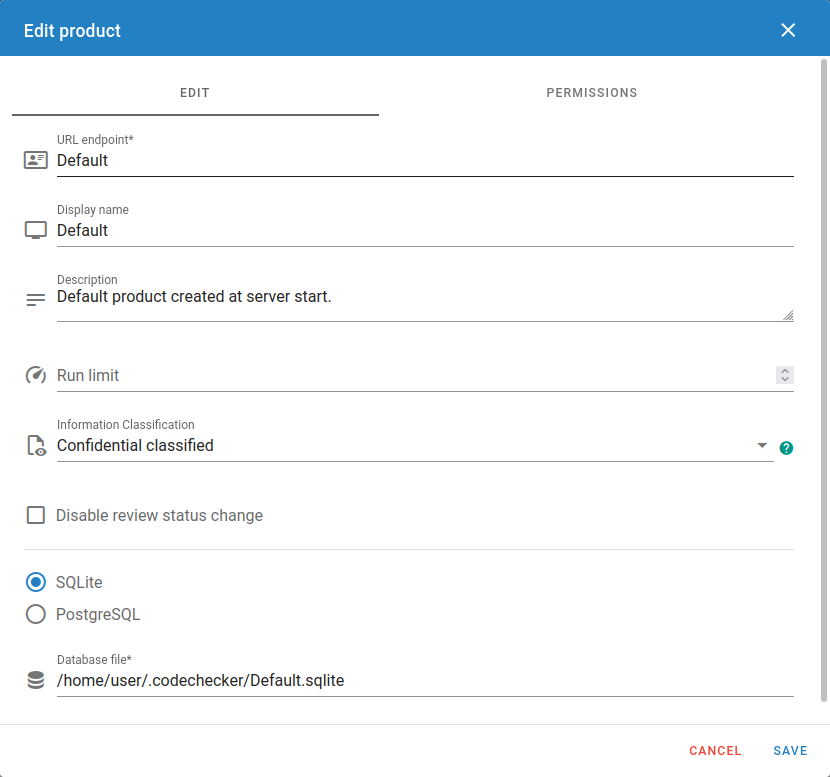 Edit product
EDIT
PERMISSIONS
URL endpoint*
Default
Display name
Default
Description
Default product created at server start.
Run limit
Information Classification
Confidential classified
?
Disable review status change
SQLite
PostgreSQL
Database file*
/home/user/.codechecker/Default.sqlite
CANCEL
SAVE